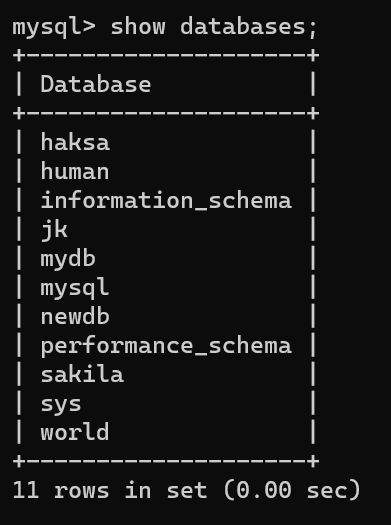 mysql> show databases;
+--------------------+
| Database           |
+--------------------+
| haksa              |
| human              |
| information_schema |
| jk                 |
| mydb               |
| mysql              |
| newdb              |
| performance_schema |
| sakila             |
| sys                |
| world              |
+--------------------+
11 rows in set (0.00 sec)